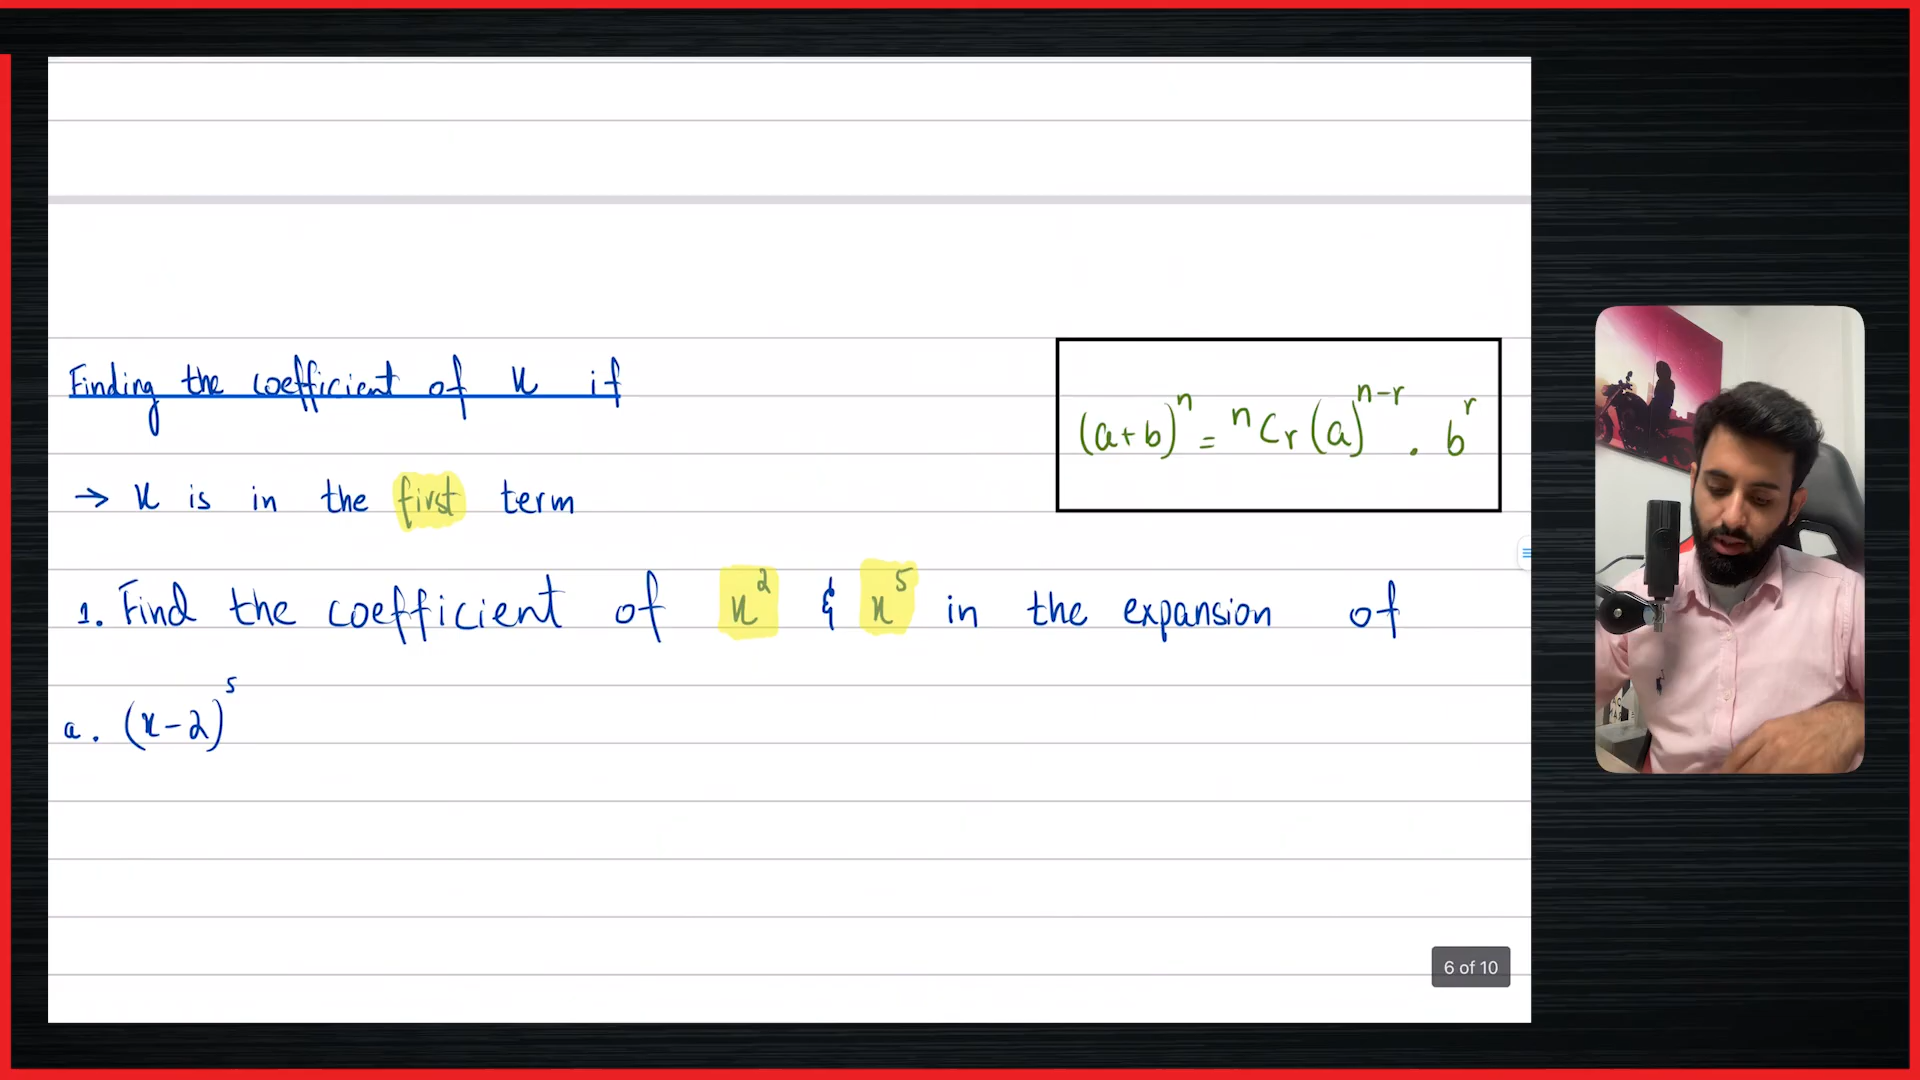 Finding the coefficient of x if
(a+b)^n = nCr (a)^n-r . b^r
→ x is in the first term
1. Find the coefficient of x^2 & x^5 in the expansion of
a. (x-2)^5
6 of 10